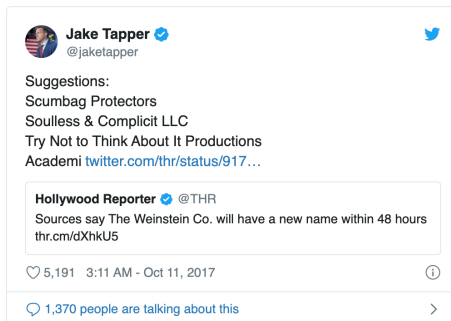 Jake Tapper
@jaketapper
Suggestions:
Scumbag Protectors
Soulless & Complicit LLC
Try Not to Think About It Productions
Academi twitter.com/thr/status/917…
Hollywood Reporter @THR
Sources say The Weinstein Co. will have a new name within 48 hours
thr.cm/dXhkU5
5,191 3:11 AM - Oct 11, 2017
1,370 people are talking about this